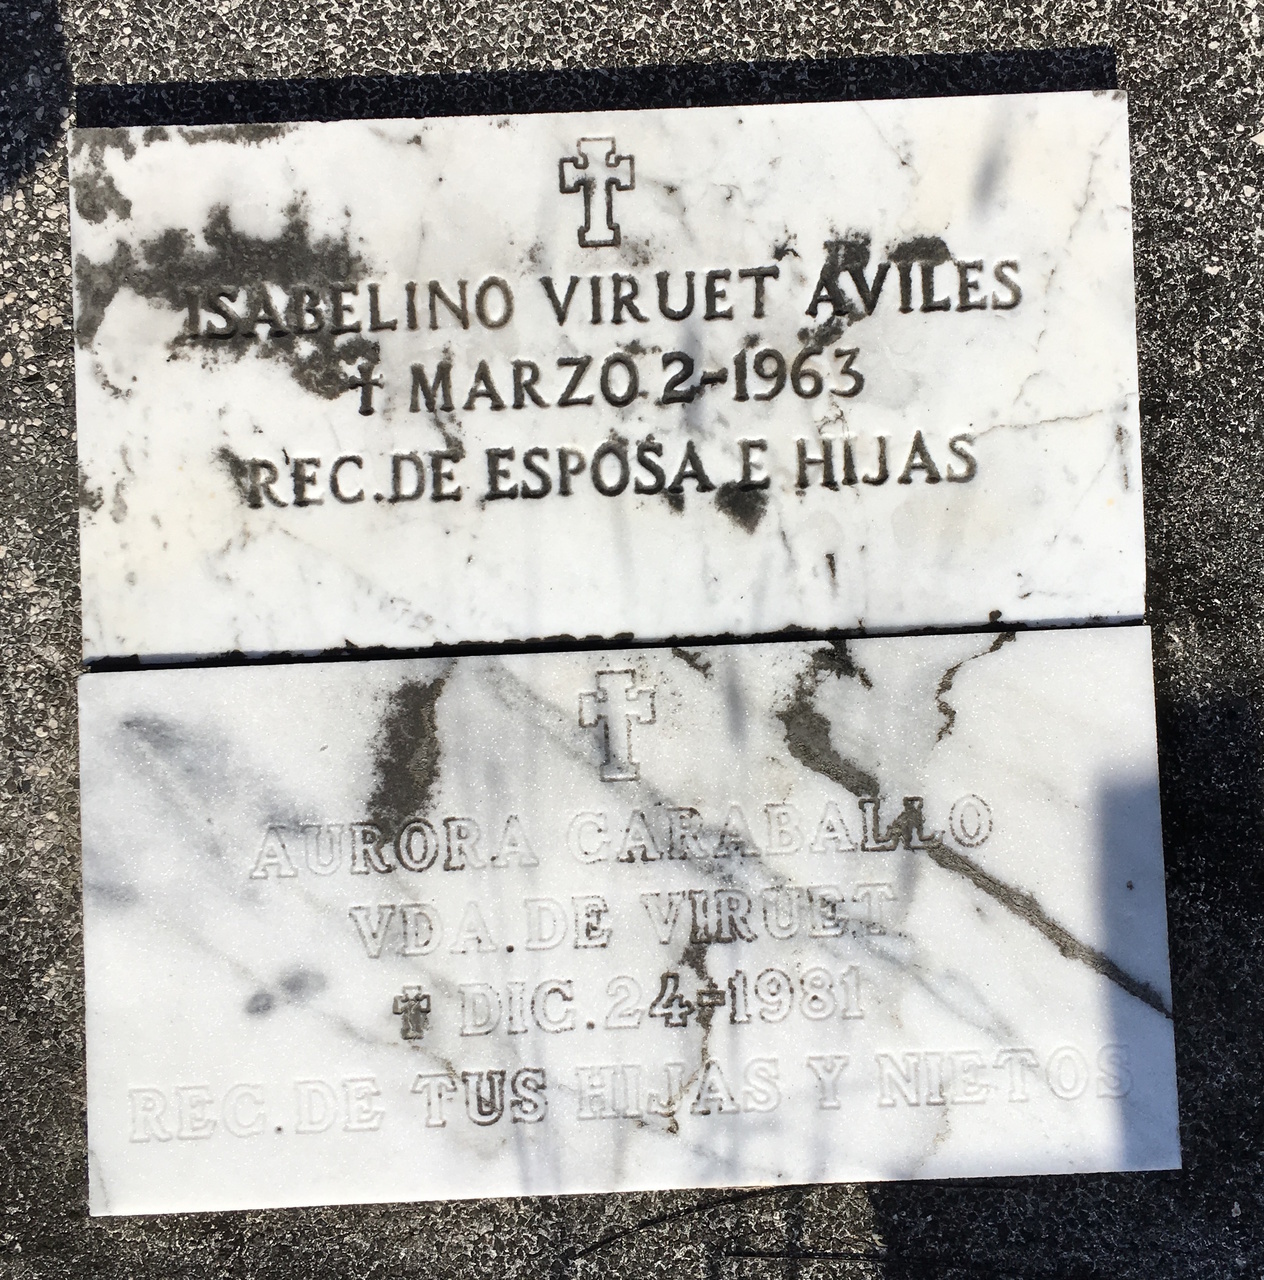 ISABELINO VIRUET AVILES
† MARZO 2-1963
REC. DE ESPOSA E HIJAS
AURORA CARABALLO
VDA. DE VIRUET
† DIC. 24-1981
REC. DE TUS HIJAS Y NIETOS